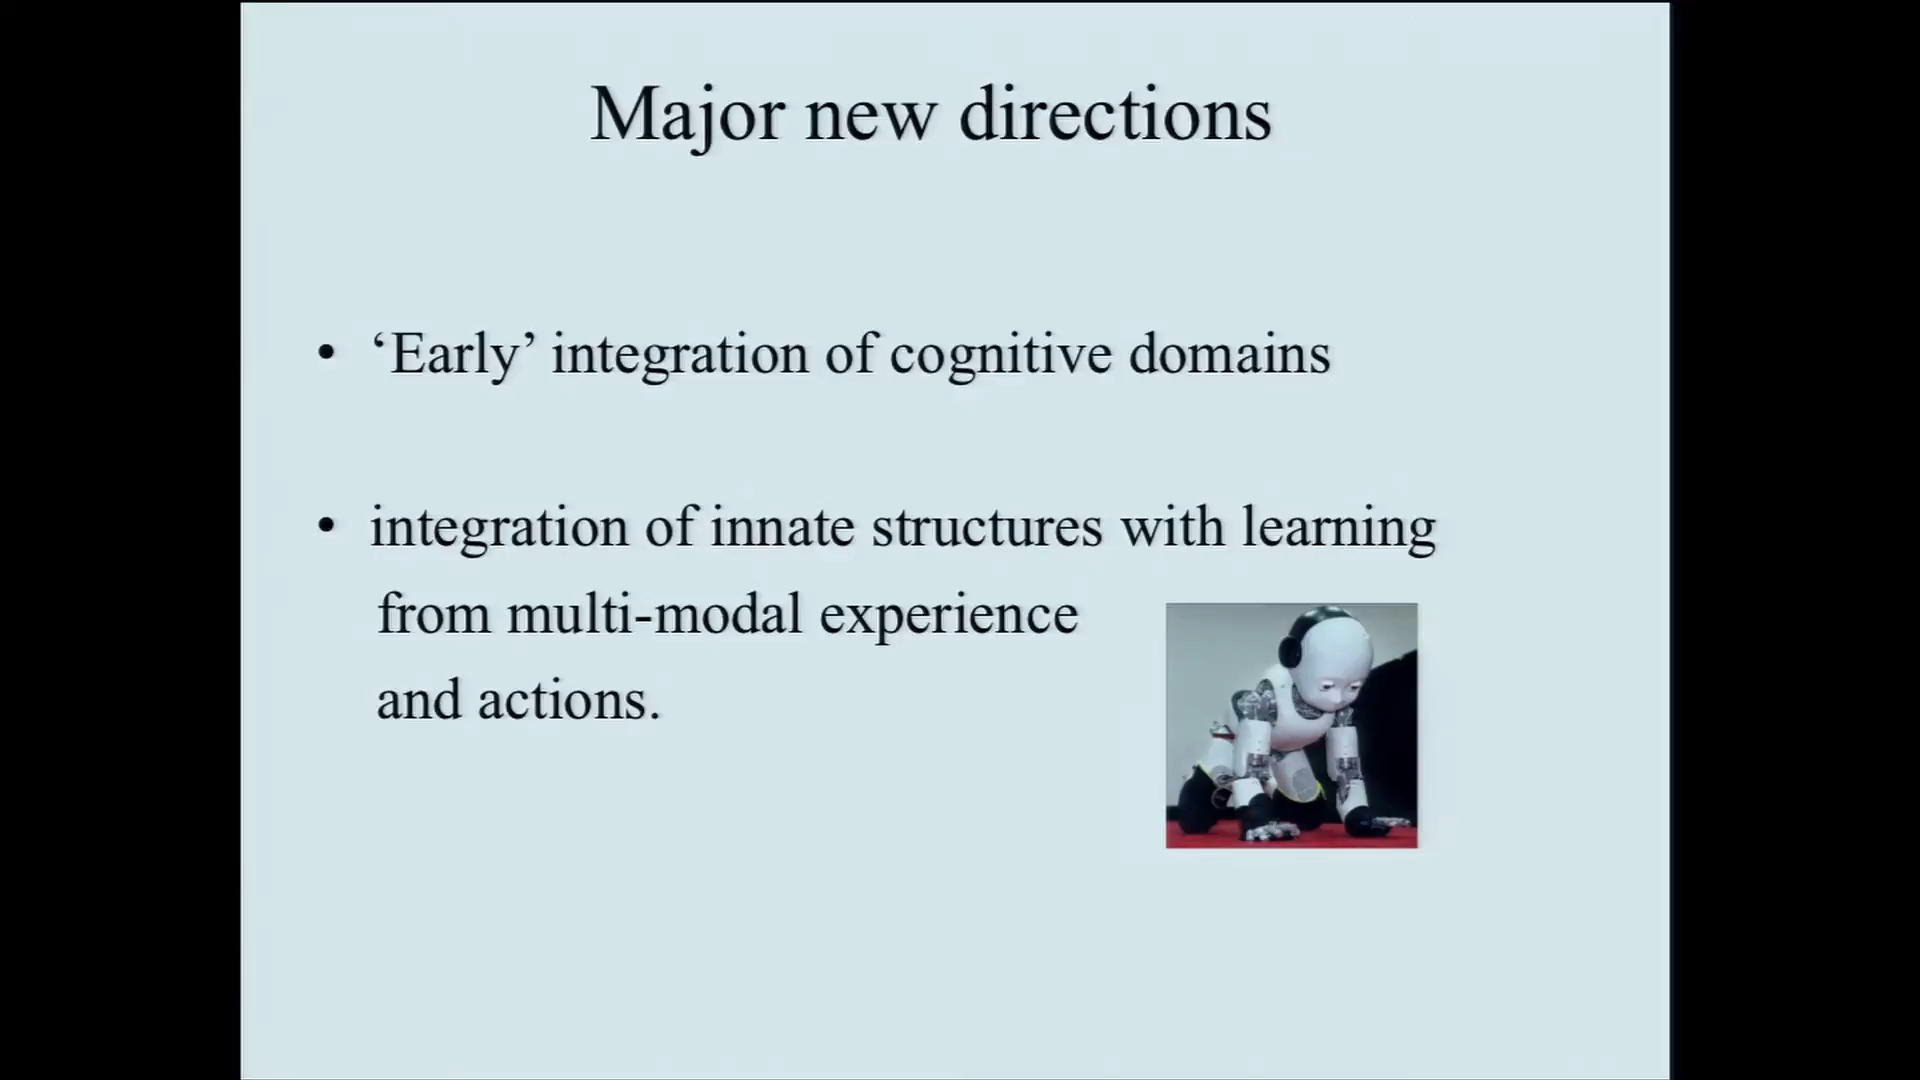 Major new directions
• ‘Early’ integration of cognitive domains
• integration of innate structures with learning
from multi-modal experience
and actions.